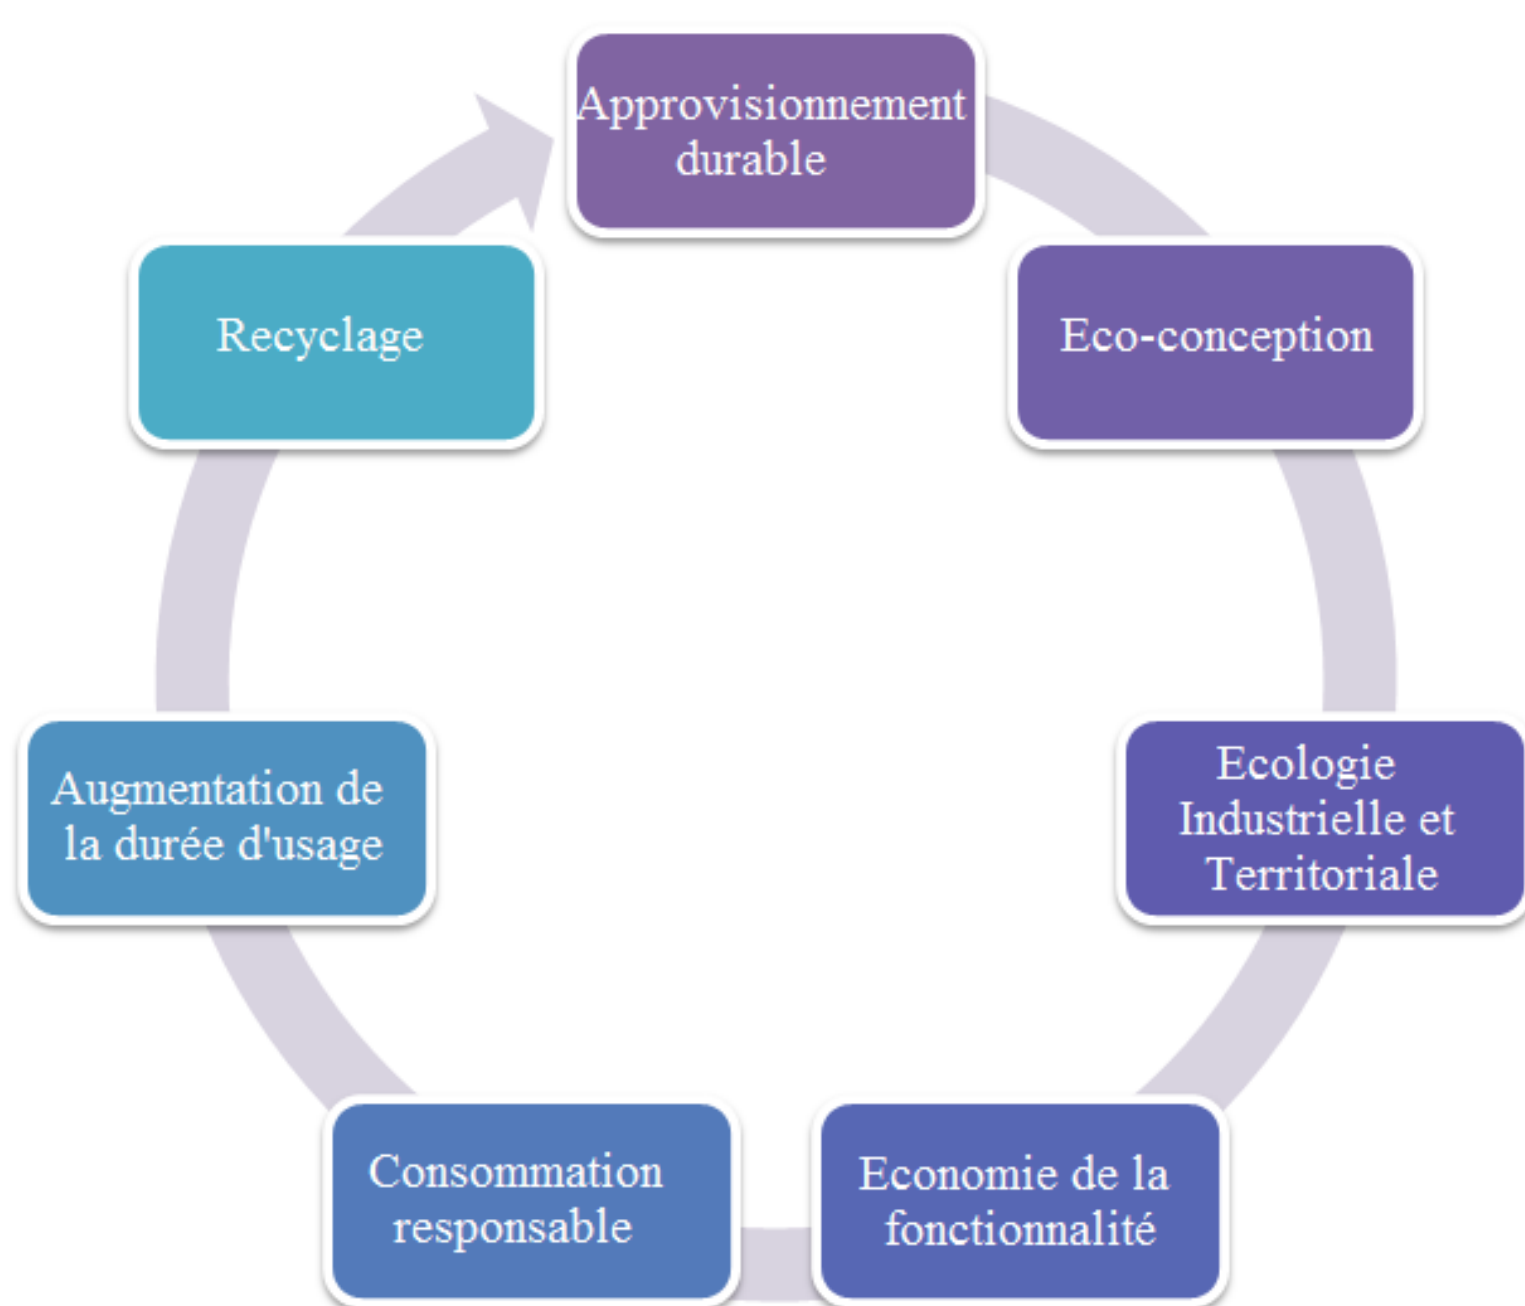 Approvisionnement
durable
Eco-conception
Ecologie
Industrielle et
Territoriale
Economie de la
fonctionnalité
Consommation
responsable
Augmentation de
la durée d'usage
Recyclage